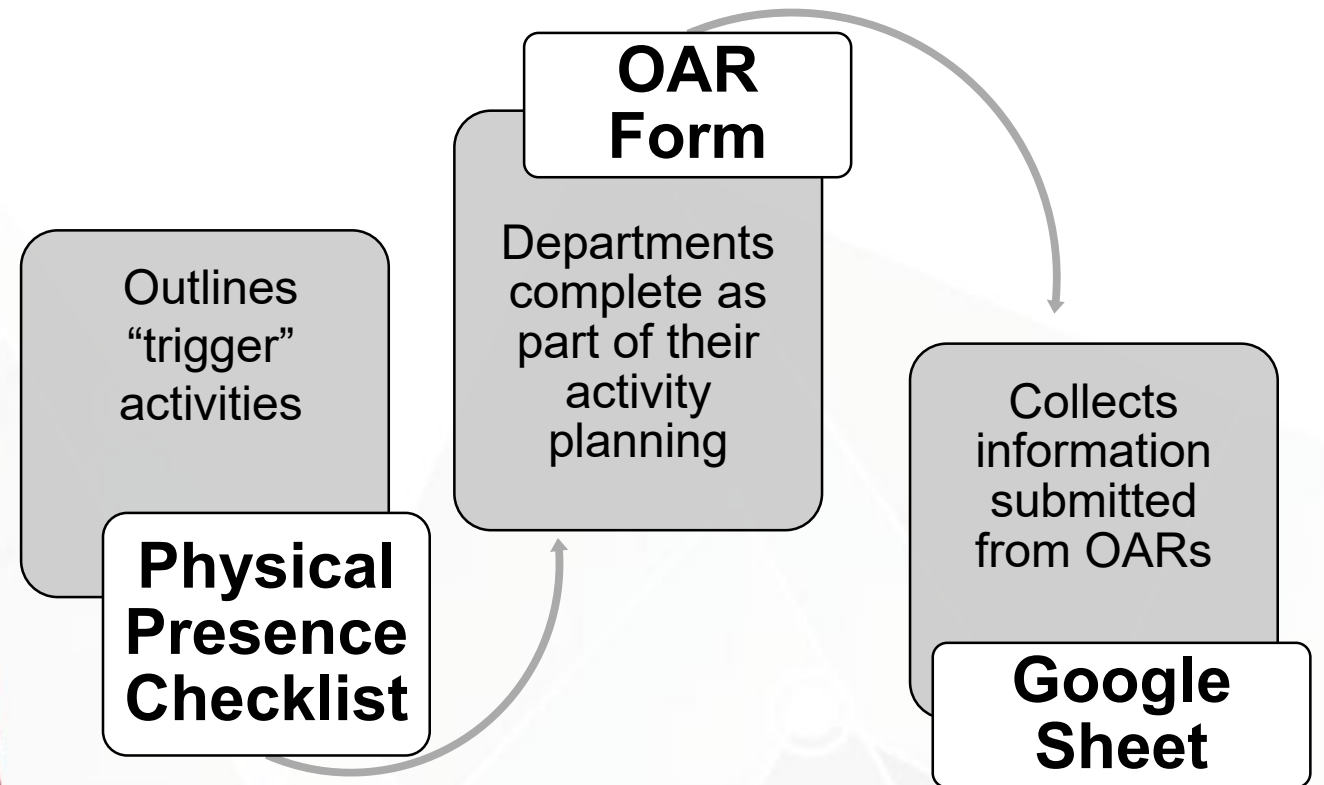 Outlines
“trigger”
activities
Physical
Presence
Checklist
OAR
Form
Departments
complete as
part of their
activity
planning
Collects
information
submitted
from OARs
Google
Sheet